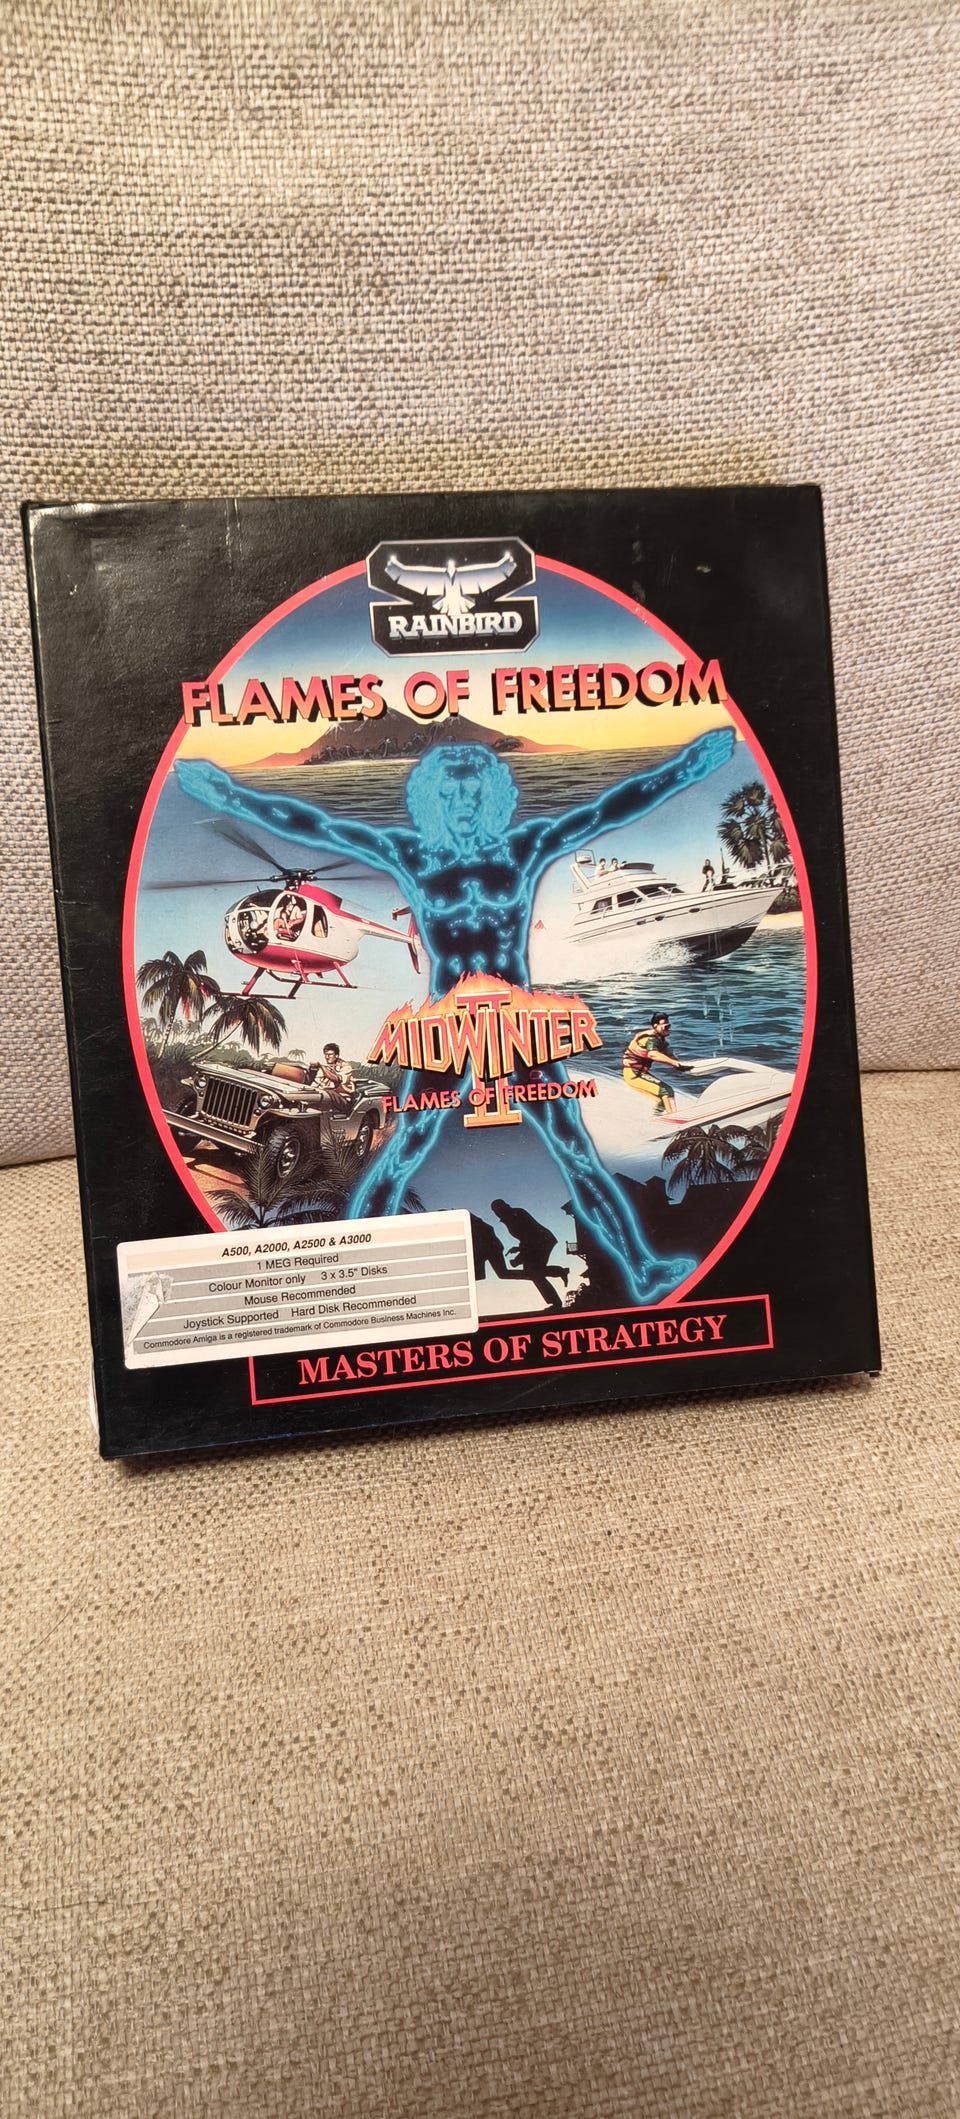 RAINBIRD
FLAMES OF FREEDOM
II
MIDWINTER
FLAMES OF FREEDOM
A500, A2000, A2500 & A3000
1 MEG Required
Colour Monitor only 3 x 3.5" Disks
Mouse Recommended
Joystick Supported Hard Disk Recommended
Commodore Amiga is a registered trademark of Commodore Business Machines Inc.
MASTERS OF STRATEGY